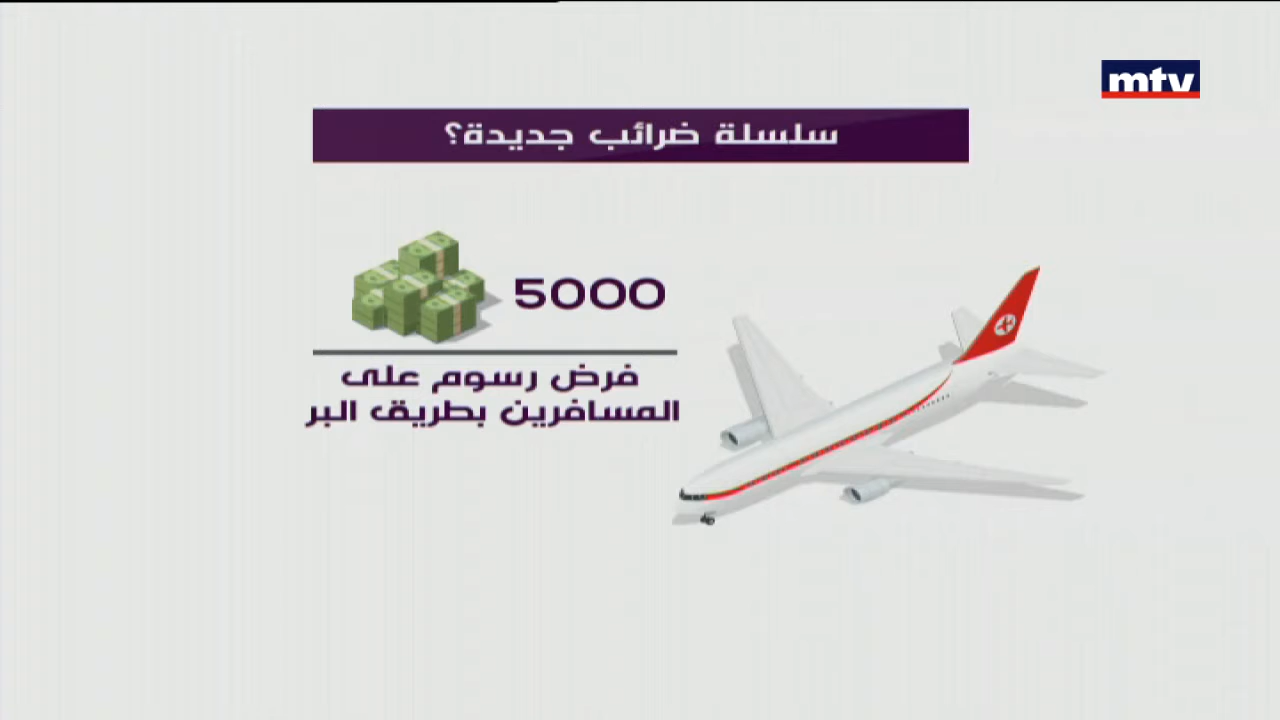 mtv
سلسلة ضرائب جديدة؟
5000
فرض رسوم على
المسافرين بطريق البر